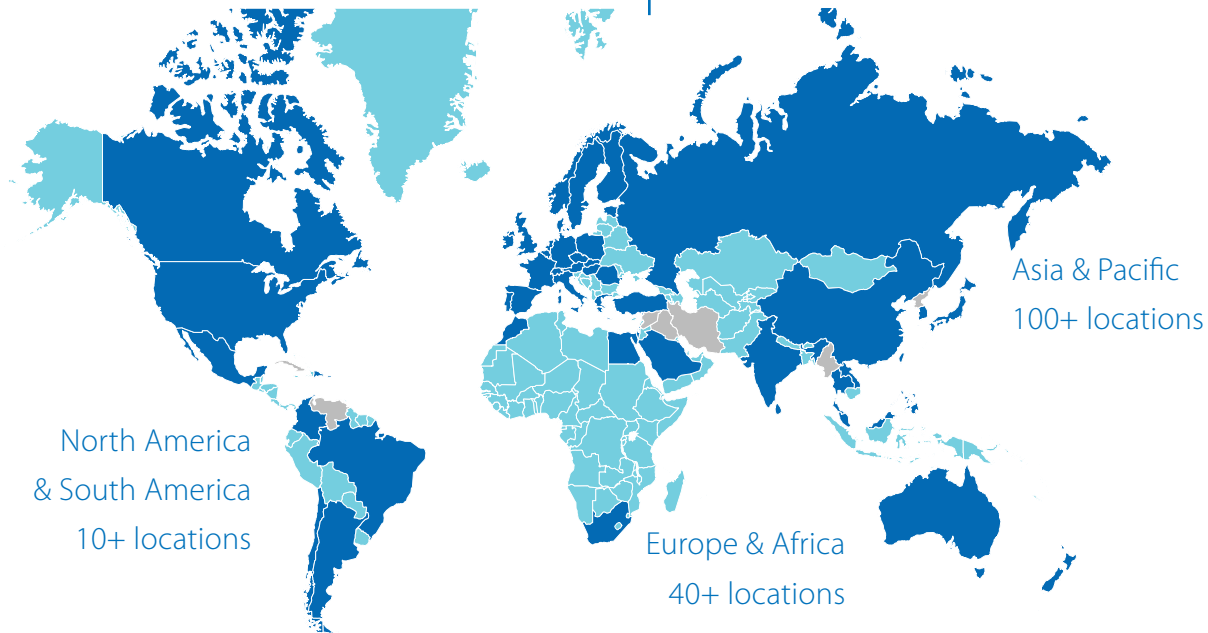 Asia & Pacific
100+ locations
North America
& South America
10+ locations
Europe & Africa
40+ locations